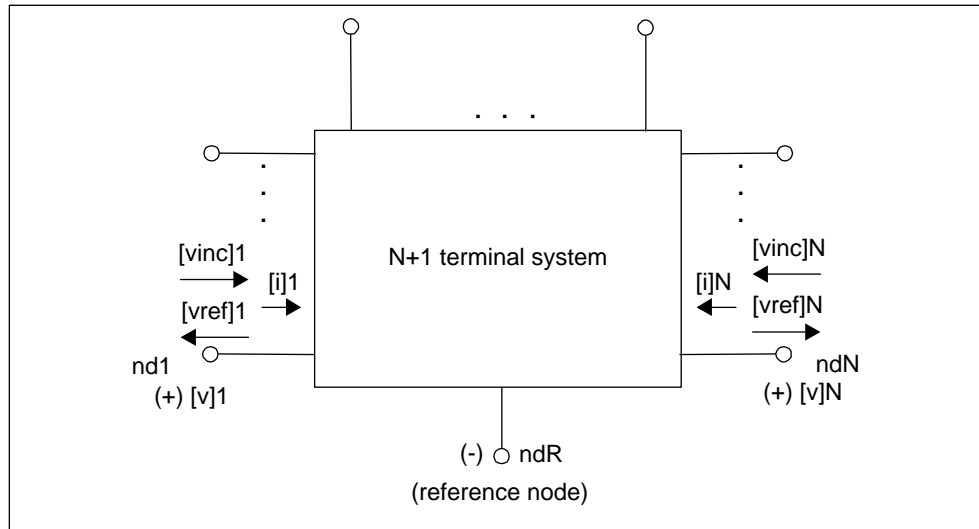 . . .
.
.
.
.
.
.
[vinc]1
N+1 terminal system
[vinc]N
[i]1
[i]N
[vref]1
[vref]N
nd1
ndN
(+) [v]1
(+) [v]N
(-) ndR
(reference node)